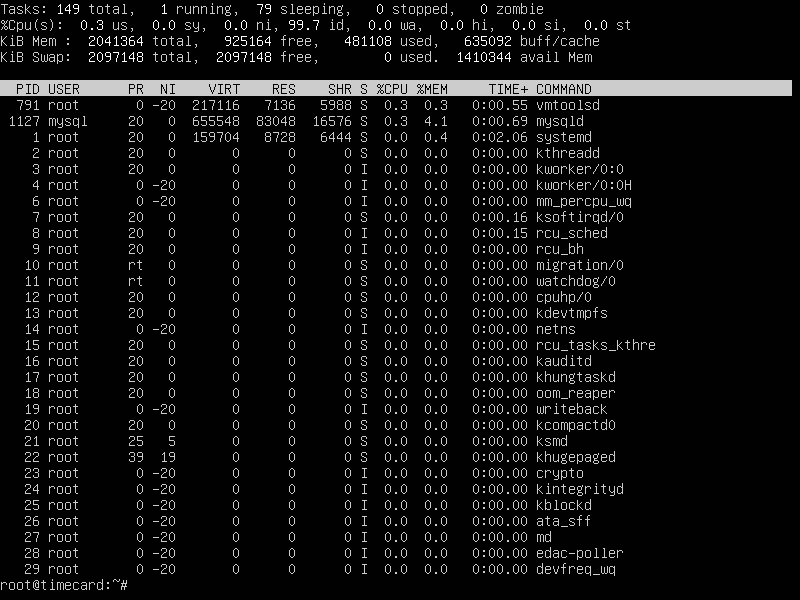 Tasks: 149 total,   1 running,  79 sleeping,   0 stopped,   0 zombie
%Cpu(s):  0.3 us,  0.0 sy,  0.0 ni, 99.7 id,  0.0 wa,  0.0 hi,  0.0 si,  0.0 st
KiB Mem :  2041364 total,   925164 free,   481108 used,   635092 buff/cache
KiB Swap:  2097148 total,  2097148 free,        0 used.  1410344 avail Mem
  PID USER      PR  NI    VIRT    RES    SHR S %CPU %MEM     TIME+ COMMAND
  791 root       0 -20  217116   7136   5988 S  0.3  0.3   0:00.55 vmtoolsd
 1127 mysql     20   0  655548  83048  16576 S  0.3  4.1   0:00.69 mysqld
    1 root      20   0  159704   8728   6444 S  0.0  0.4   0:02.06 systemd
    2 root      20   0       0      0      0 S  0.0  0.0   0:00.00 kthreadd
    3 root      20   0       0      0      0 I  0.0  0.0   0:00.00 kworker/0:0
    4 root       0 -20       0      0      0 I  0.0  0.0   0:00.00 kworker/0:0H
    6 root       0 -20       0      0      0 I  0.0  0.0   0:00.00 mm_percpu_wq
    7 root      20   0       0      0      0 S  0.0  0.0   0:00.16 ksoftirqd/0
    8 root      20   0       0      0      0 I  0.0  0.0   0:00.15 rcu_sched
    9 root      20   0       0      0      0 I  0.0  0.0   0:00.00 rcu_bh
   10 root      rt   0       0      0      0 S  0.0  0.0   0:00.00 migration/0
   11 root      rt   0       0      0      0 S  0.0  0.0   0:00.00 watchdog/0
   12 root      20   0       0      0      0 S  0.0  0.0   0:00.00 cpuhp/0
   13 root      20   0       0      0      0 S  0.0  0.0   0:00.00 kdevtmpfs
   14 root       0 -20       0      0      0 I  0.0  0.0   0:00.00 netns
   15 root      20   0       0      0      0 S  0.0  0.0   0:00.00 rcu_tasks_kthre
   16 root      20   0       0      0      0 S  0.0  0.0   0:00.00 kauditd
   17 root      20   0       0      0      0 S  0.0  0.0   0:00.00 khungtaskd
   18 root      20   0       0      0      0 S  0.0  0.0   0:00.00 oom_reaper
   19 root       0 -20       0      0      0 I  0.0  0.0   0:00.00 writeback
   20 root      20   0       0      0      0 S  0.0  0.0   0:00.00 kcompactd0
   21 root      25   5       0      0      0 S  0.0  0.0   0:00.00 ksmd
   22 root      39  19       0      0      0 S  0.0  0.0   0:00.00 khugepaged
   23 root       0 -20       0      0      0 I  0.0  0.0   0:00.00 crypto
   24 root       0 -20       0      0      0 I  0.0  0.0   0:00.00 kintegrityd
   25 root       0 -20       0      0      0 I  0.0  0.0   0:00.00 kblockd
   26 root       0 -20       0      0      0 I  0.0  0.0   0:00.00 ata_sff
   27 root       0 -20       0      0      0 I  0.0  0.0   0:00.00 md
   28 root       0 -20       0      0      0 I  0.0  0.0   0:00.00 edac-poller
   29 root       0 -20       0      0      0 I  0.0  0.0   0:00.00 devfreq_wq
root@timecard:~#